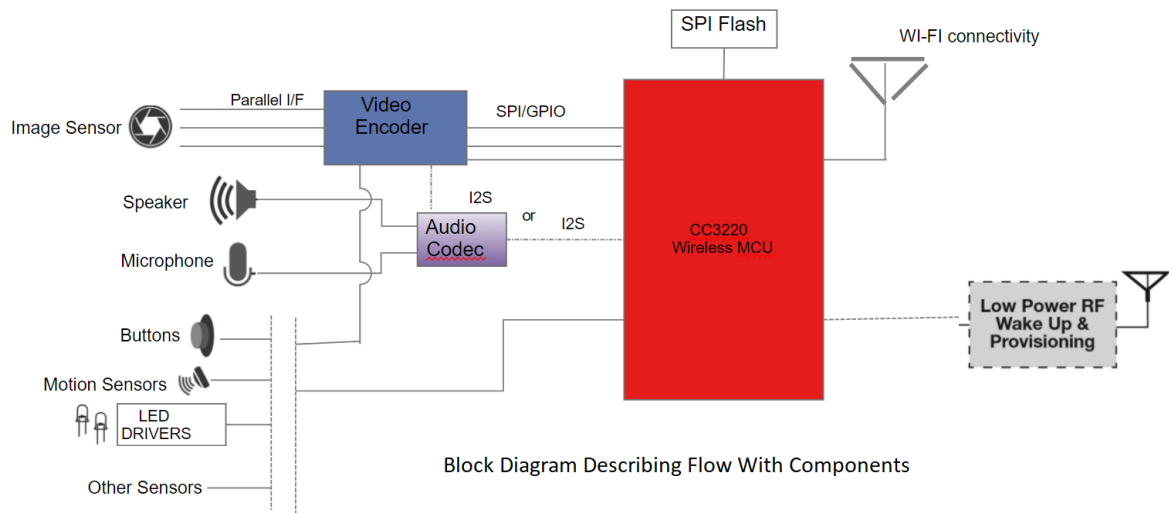 SPI Flash
WI-FI connectivity
Parallel I/F
Video
Encoder
SPI/GPIO
Image Sensor
Speaker
I2S
or
I2S
Audio
Codec
CC3220
Wireless MCU
Microphone
Low Power RF
Wake Up &
Provisioning
Buttons
Motion Sensors
LED
DRIVERS
Other Sensors
Block Diagram Describing Flow With Components